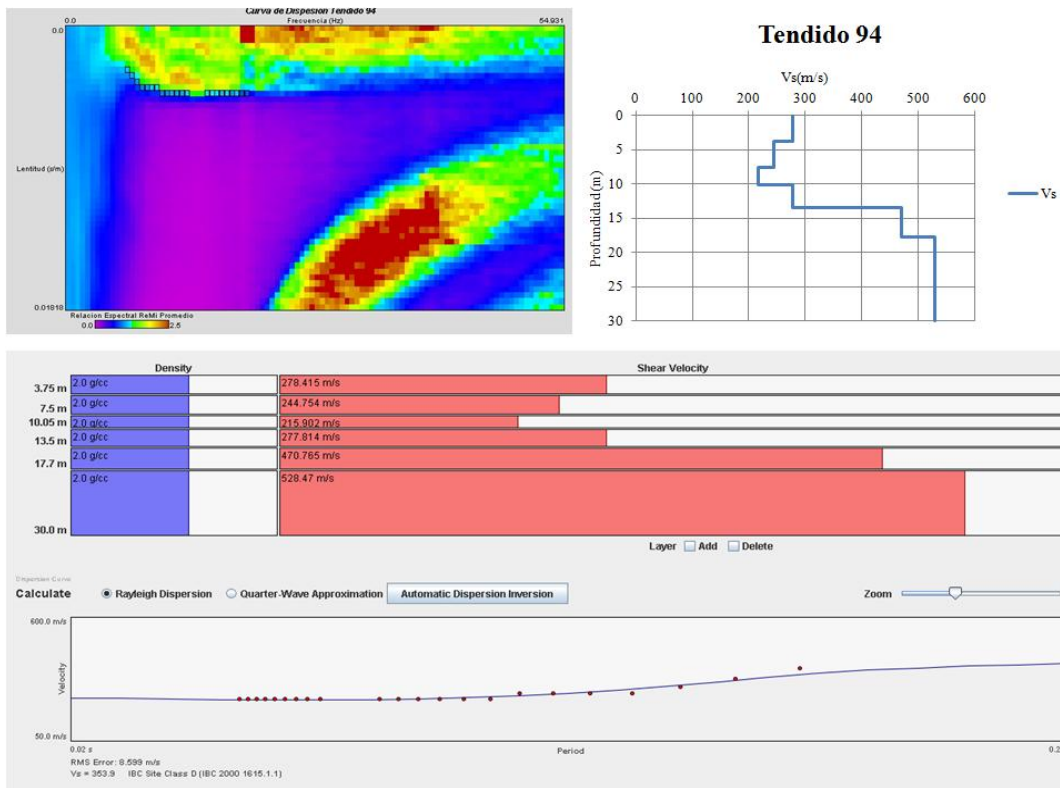 Curva de Dispesión Tendido 94
0.0 Frecuencia (Hz) 54.931
0.0
Lentitud (s/m)
0.01818
Relacion Espectral ReMi Promedio
0.0 2.5
Tendido 94
Vs(m/s)
0 100 200 300 400 500 600
0
5
10
15
20
25
30
Profundidad(m)
Vs
Density Shear Velocity
3.75 m 2.0 g/cc 278.415 m/s
7.5 m 2.0 g/cc 244.754 m/s
10.05 m 2.0 g/cc 215.902 m/s
13.5 m 2.0 g/cc 277.814 m/s
17.7 m 2.0 g/cc 470.765 m/s
2.0 g/cc 528.47 m/s
30.0 m
Layer Add Delete
Dispersion Curve
Calculate Rayleigh Dispersion Quarter-Wave Approximation Automatic Dispersion Inversion Zoom
600.0 m/s
Velocity
50.0 m/s
0.02 s Period 0.2
RMS Error: 8.599 m/s
Vs = 353.9 IBC Site Class D (IBC 2000 1615.1.1)